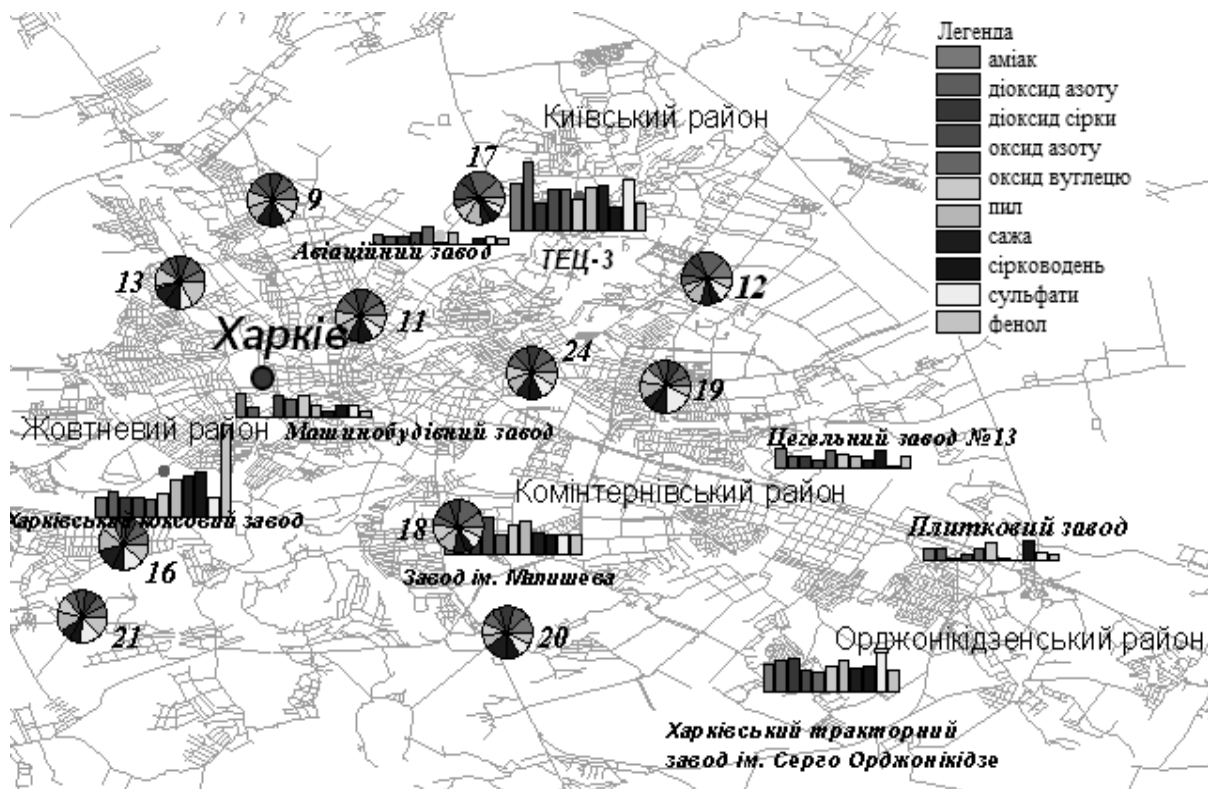 Легенда
аміак
діоксид азоту
діоксид сірки
оксид азоту
оксид вуглецю
пил
сажа
сірководень
сульфати
фенол
Київський район
17
9
Авіаційний завод
ТЕЦ-3
13
12
11
Харків
24
19
Жовтневий район
Машинобудівний завод
Цегельний завод №13
Комінтернівський район
Харківський коксовий завод
18
Плитковий завод
16
Завод ім. Малишева
21
20
Орджонікідзенський район
Харківський тракторний
завод ім. Серго Орджонікідзе